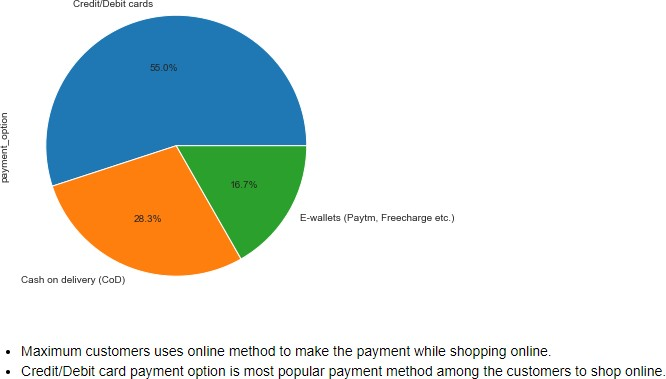 Credit/Debit cards
55.0%
payment_option
16.7%
28.3%
E-wallets (Paytm, Freecharge etc.)
Cash on delivery (CoD)
• Maximum customers uses online method to make the payment while shopping online.
• Credit/Debit card payment option is most popular payment method among the customers to shop online.